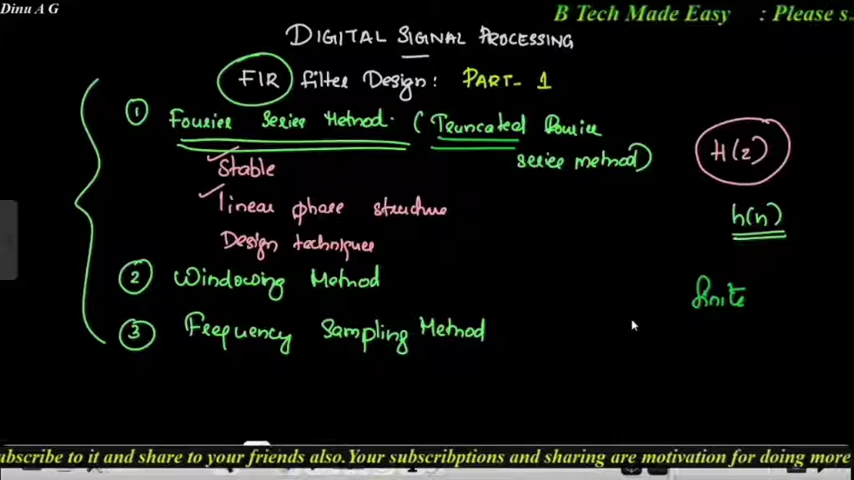 Dinu A G
B Tech Made Easy : Please s
DIGITAL SIGNAL PROCESSING
FIR filter Design: PART- 1
① Fourier Series Method. ( Truncated Fourier
series method)
H(z)
Stable
linear phase structure
h(n)
Design techniques
② Windowing Method
finite
③ Frequency Sampling Method
ubscribe to it and share to your friends also.Your subscribptions and sharing are motivation for doing more